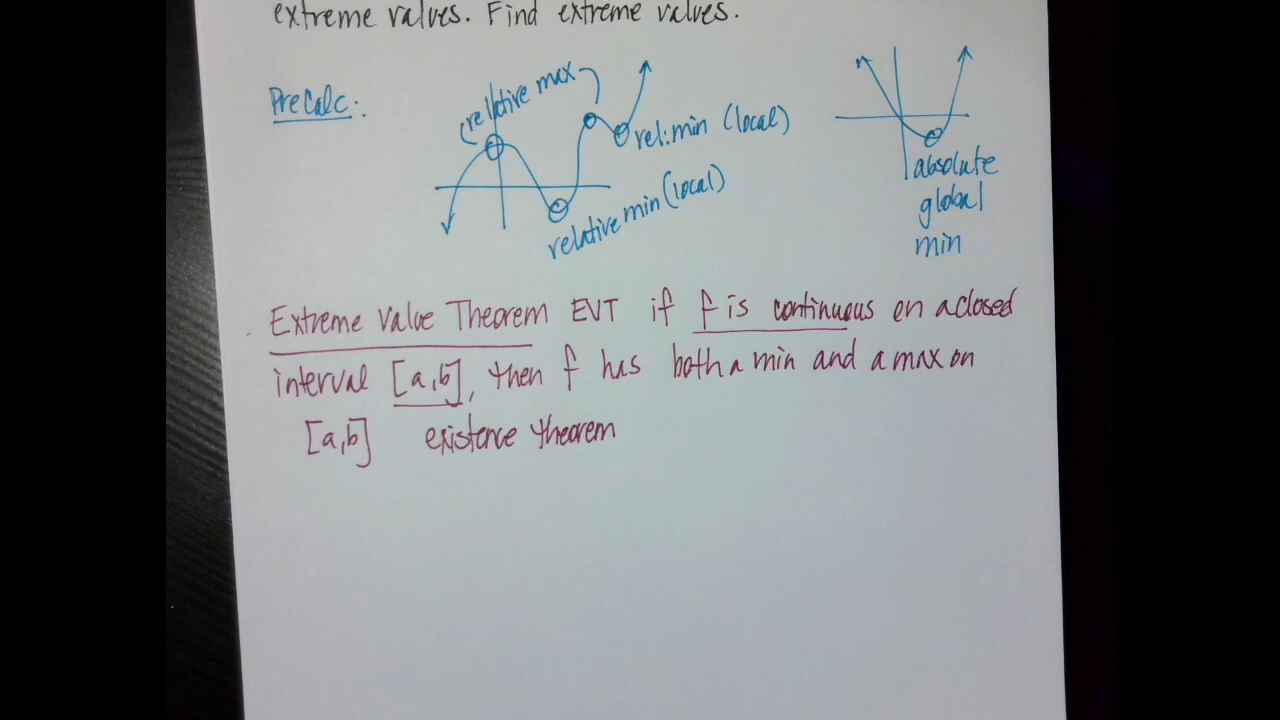 extreme values. Find extreme values.
PreCalc:
relative max
rel. min (local)
relative min (local)
absolute
global
min
Extreme Value Theorem EVT if f is continuous on a closed
interval [a,b], then f has both a min and a max on
[a,b] existence theorem